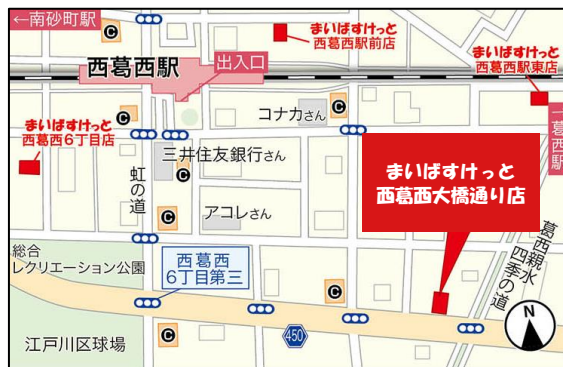 ←南砂町駅
まいばすけっと
西葛西駅前店
まいばすけっと
西葛西駅東店
西葛西駅
出入口
コナカさん
C
C
C
C
C
C
C
まいばすけっと
西葛西6丁目店
三井住友銀行さん
虹の道
アコレさん
まいばすけっと
西葛西大橋通り店
葛西駅
葛西親水
四季の道
総合
レクリエーション公園
西葛西
6丁目第三
江戸川区球場
450
N